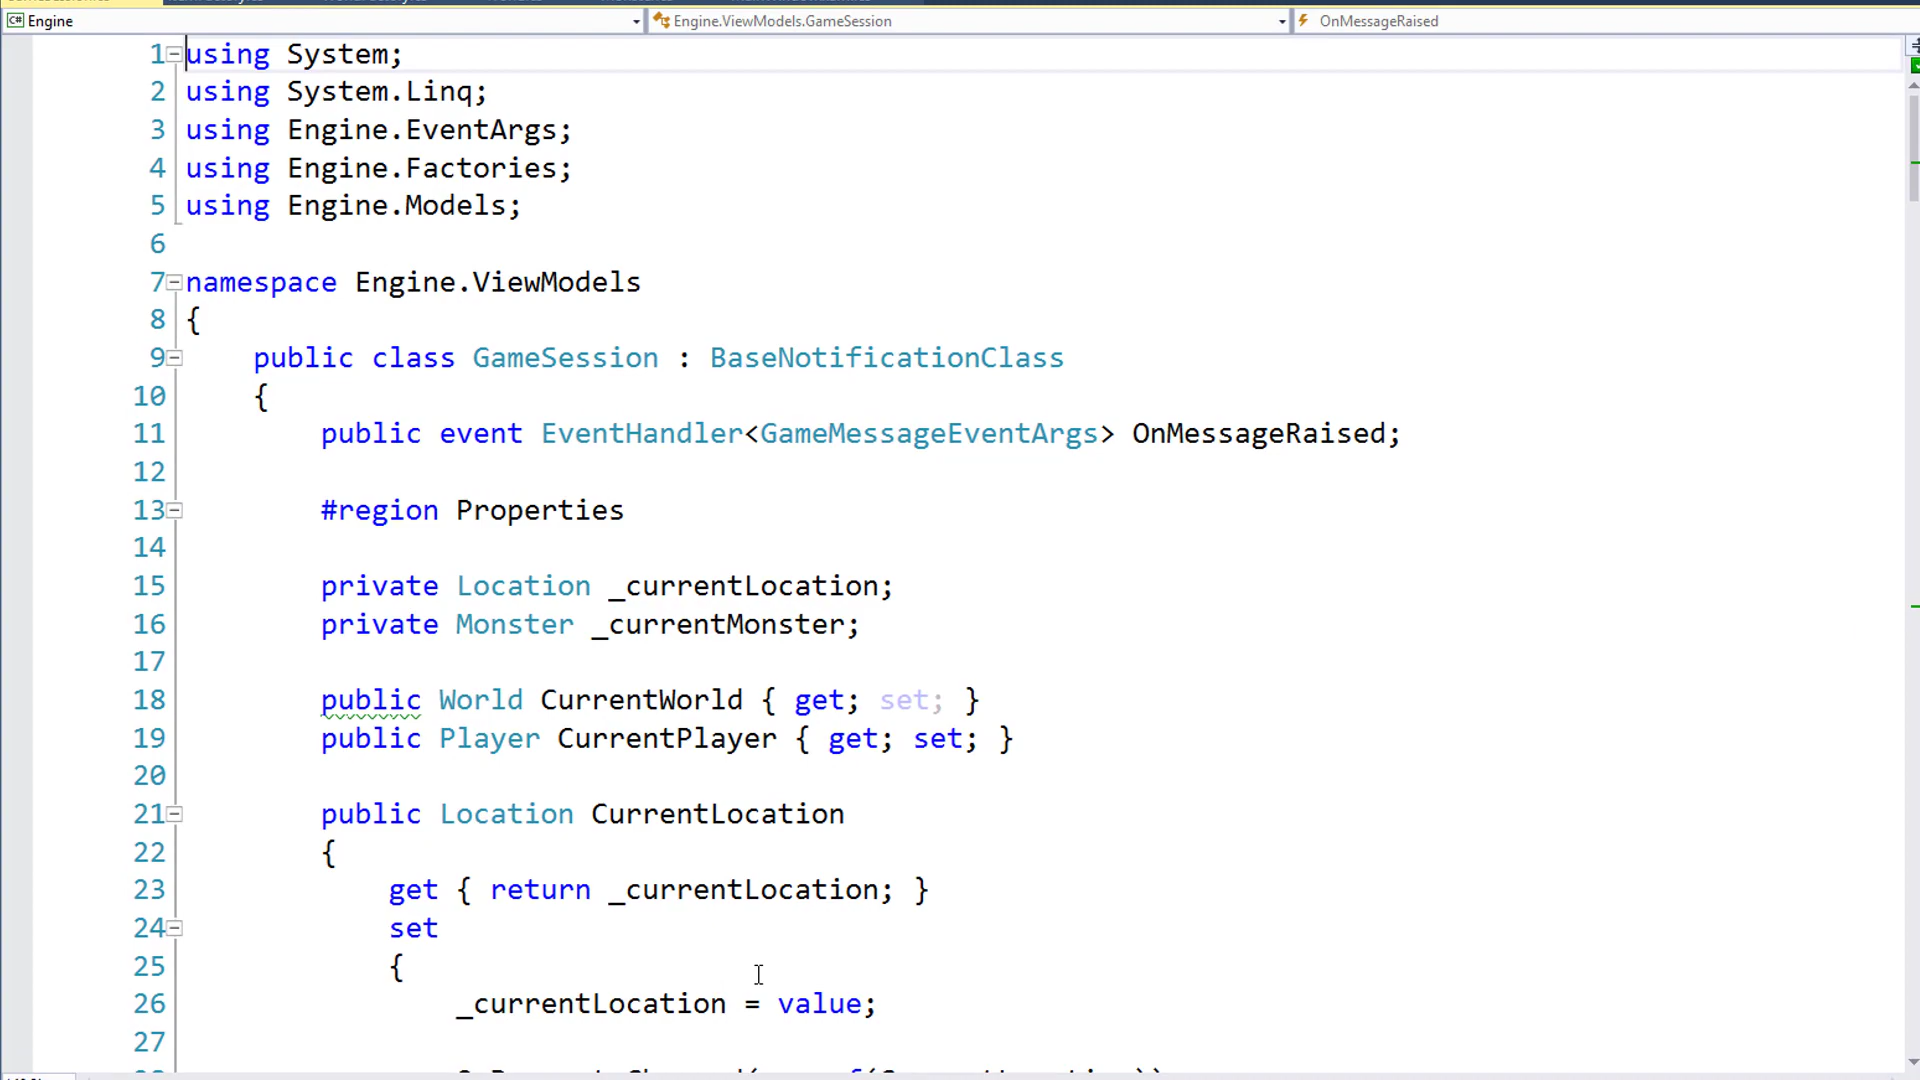 Engine Engine.ViewModels.GameSession OnMessageRaised
1 using System;
2 using System.Linq;
3 using Engine.EventArgs;
4 using Engine.Factories;
5 using Engine.Models;
6
7 namespace Engine.ViewModels
8 {
9 public class GameSession : BaseNotificationClass
10 {
11 public event EventHandler<GameMessageEventArgs> OnMessageRaised;
12
13 #region Properties
14
15 private Location _currentLocation;
16 private Monster _currentMonster;
17
18 public World CurrentWorld { get; set; }
19 public Player CurrentPlayer { get; set; }
20
21 public Location CurrentLocation
22 {
23 get { return _currentLocation; }
24 set
25 {
26 _currentLocation = value;
27